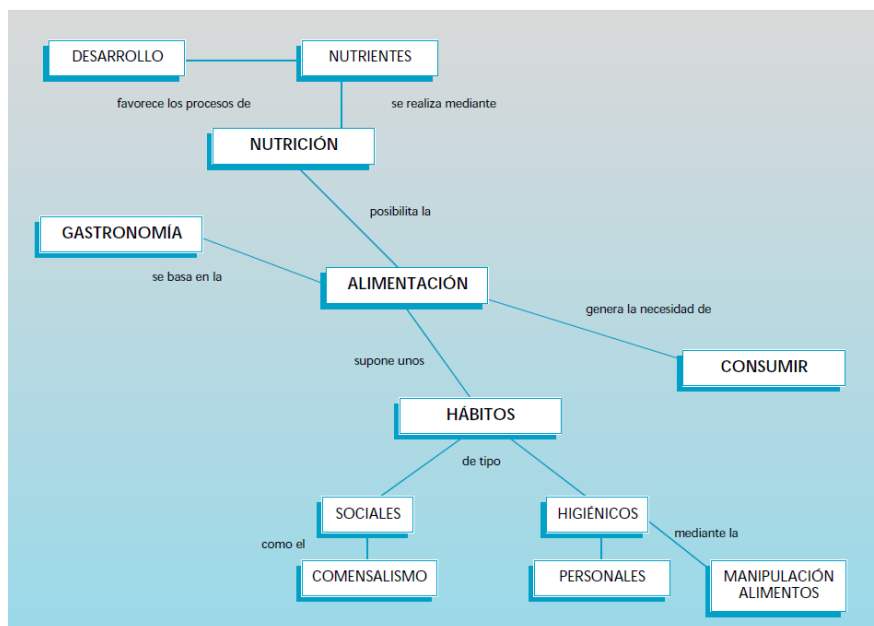 DESARROLLO
NUTRIENTES
favorece los procesos de
se realiza mediante
NUTRICIÓN
posibilita la
GASTRONOMÍA
se basa en la
ALIMENTACIÓN
genera la necesidad de
supone unos
CONSUMIR
HÁBITOS
de tipo
SOCIALES
HIGIÉNICOS
como el
mediante la
COMENSALISMO
PERSONALES
MANIPULACIÓN
ALIMENTOS